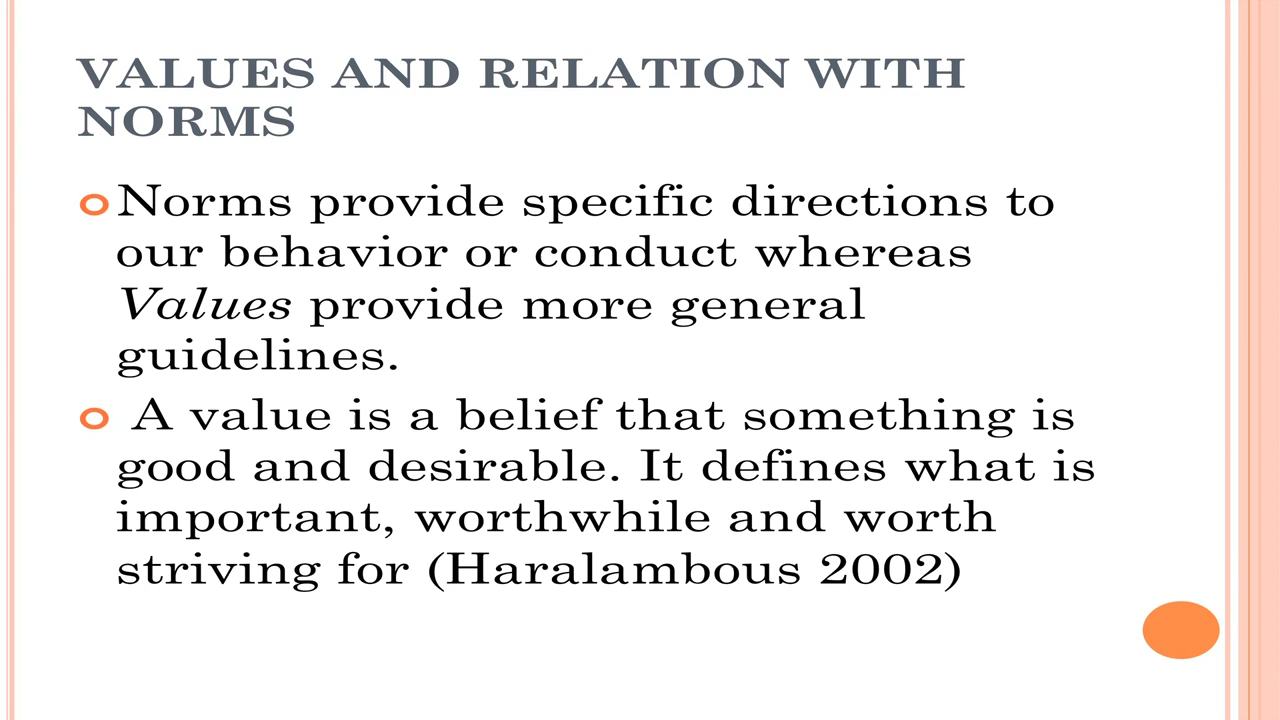 VALUES AND RELATION WITH
NORMS
Norms provide specific directions to
our behavior or conduct whereas
Values provide more general
guidelines.
A value is a belief that something is
good and desirable. It defines what is
important, worthwhile and worth
striving for (Haralambous 2002)